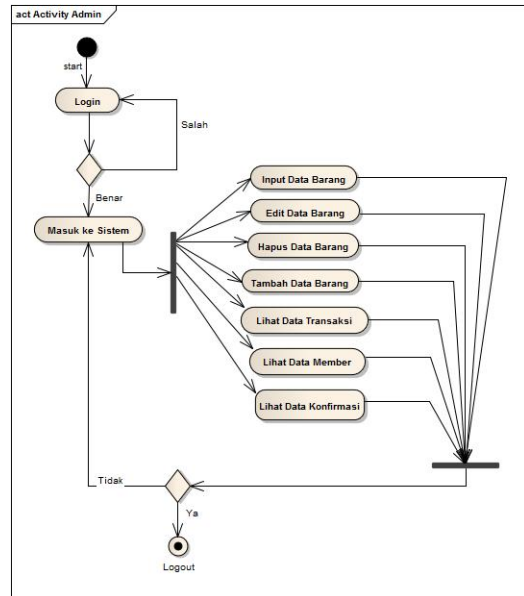 act Activity Admin
start
Login
Salah
Benar
Masuk ke Sistem
Input Data Barang
Edit Data Barang
Hapus Data Barang
Tambah Data Barang
Lihat Data Transaksi
Lihat Data Member
Lihat Data Konfirmasi
Tidak
Ya
Logout